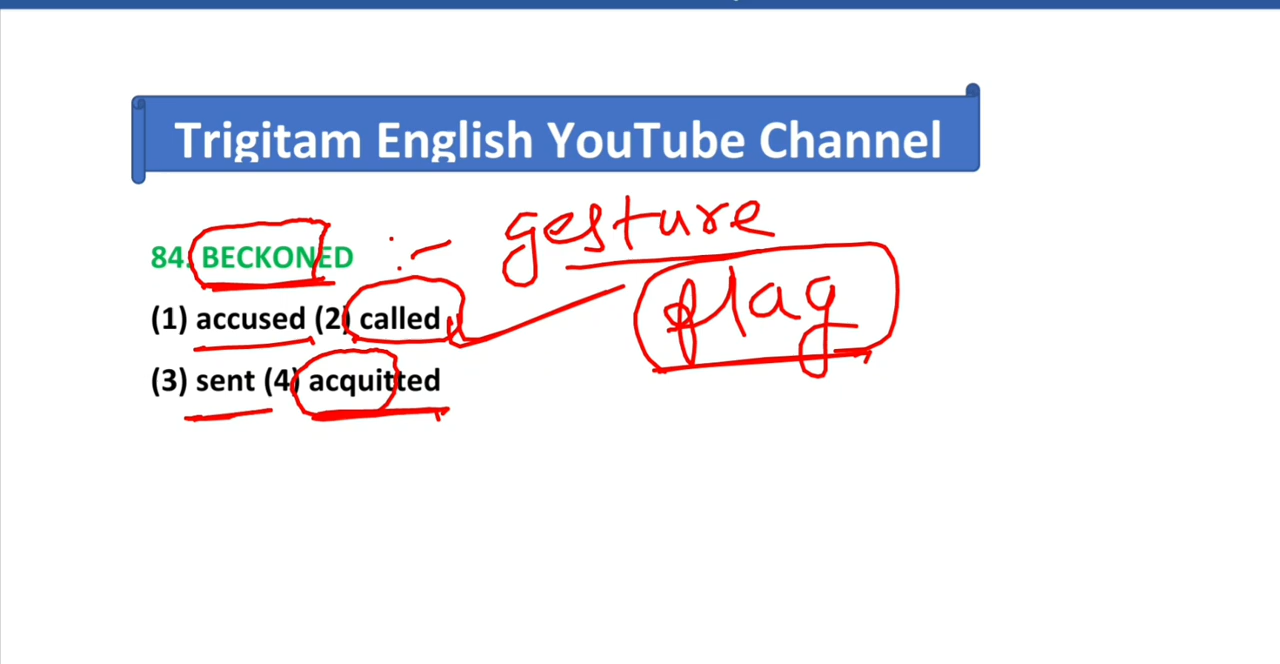 Trigitam English YouTube Channel
84. BECKONED :- gesture
flag
(1) accused (2) called
(3) sent (4) acquitted